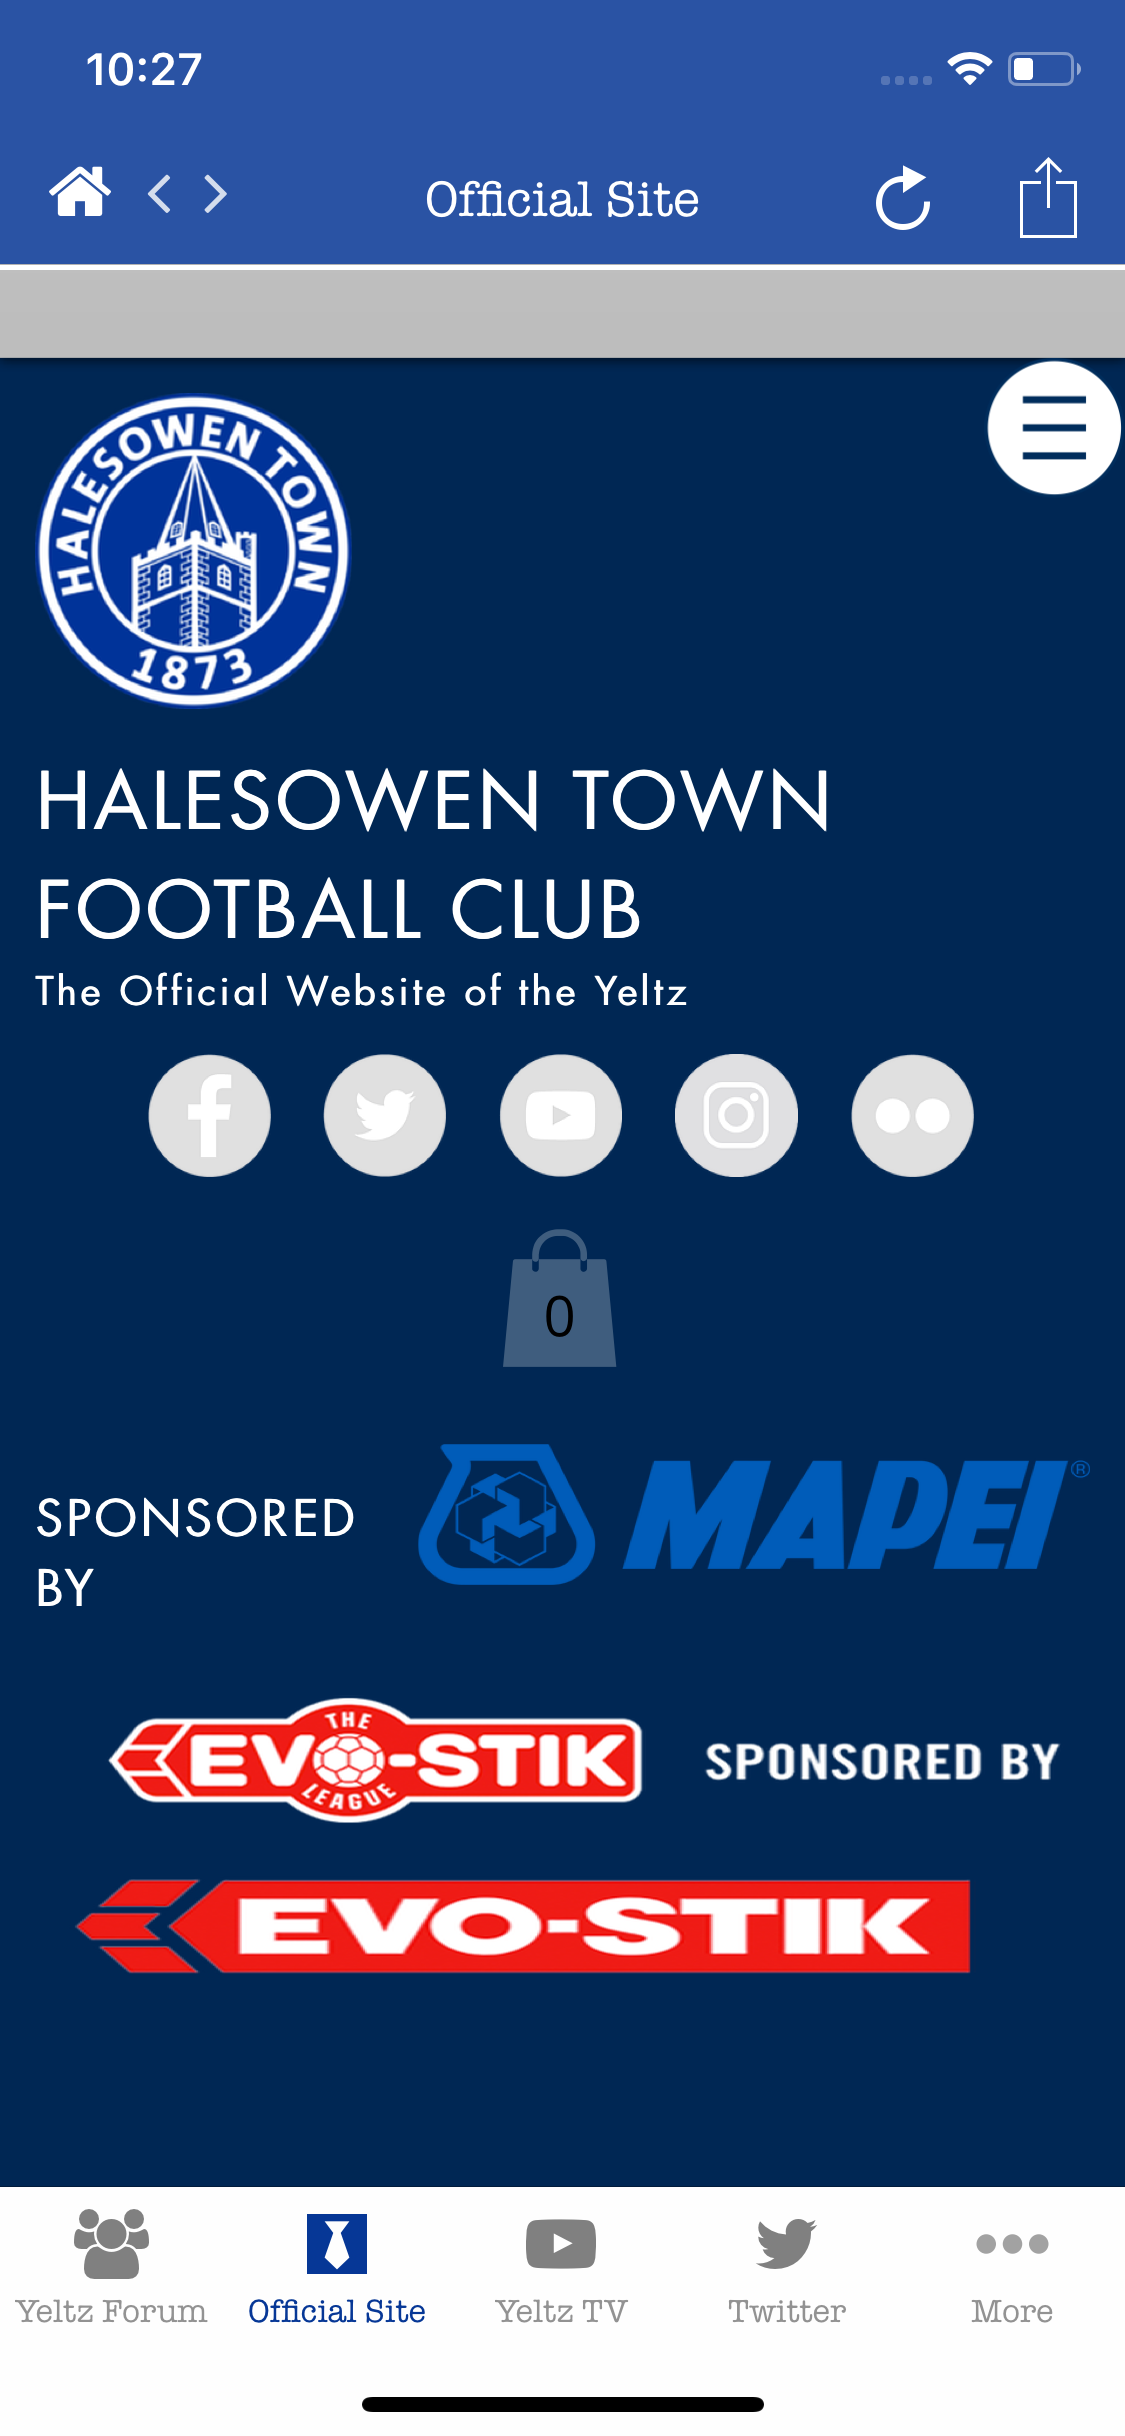 10:27
Official Site
HALESOWEN TOWN
1873
HALESOWEN TOWN
FOOTBALL CLUB
The Official Website of the Yeltz
0
SPONSORED
BY
MAPEI®
THE
EVO-STIK
LEAGUE
SPONSORED BY
EVO-STIK
Yeltz Forum
Official Site
Yeltz TV
Twitter
More